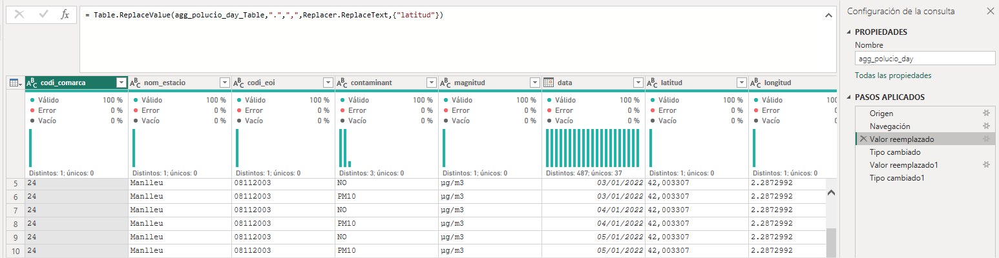 = Table.ReplaceValue(agg_polucio_day_Table,".",",",Replacer.ReplaceText,{"latitud"})
codi_comarca nom_estacio codi_eoi contaminant magnitud data latitud longitud
Válido 100 % Válido 100 % Válido 100 % Válido 100 % Válido 100 % Válido 100 % Válido 100 % Válido 100 %
Error 0 % Error 0 % Error 0 % Error 0 % Error 0 % Error 0 % Error 0 % Error 0 %
Vacío 0 % Vacío 0 % Vacío 0 % Vacío 0 % Vacío 0 % Vacío 0 % Vacío 0 % Vacío 0 %
Distintos: 1; únicos: 0 Distintos: 1; únicos: 0 Distintos: 1; únicos: 0 Distintos: 3; únicos: 0 Distintos: 1; únicos: 0 Distintos: 487; únicos: 37 Distintos: 1; únicos: 0 Distintos: 1; únicos: 0
5 24 Manlleu 08112003 NO µg/m3 03/01/2022 42,003307 2.2872992
6 24 Manlleu 08112003 PM10 µg/m3 03/01/2022 42,003307 2.2872992
7 24 Manlleu 08112003 NO µg/m3 04/01/2022 42,003307 2.2872992
8 24 Manlleu 08112003 PM10 µg/m3 04/01/2022 42,003307 2.2872992
9 24 Manlleu 08112003 NO µg/m3 05/01/2022 42,003307 2.2872992
10 24 Manlleu 08112003 PM10 µg/m3 05/01/2022 42,003307 2.2872992
Configuración de la consulta
PROPIEDADES
Nombre
agg_polucio_day
Todas las propiedades
PASOS APLICADOS
Origen
Navegación
Valor reemplazado
Tipo cambiado
Valor reemplazado1
Tipo cambiado1